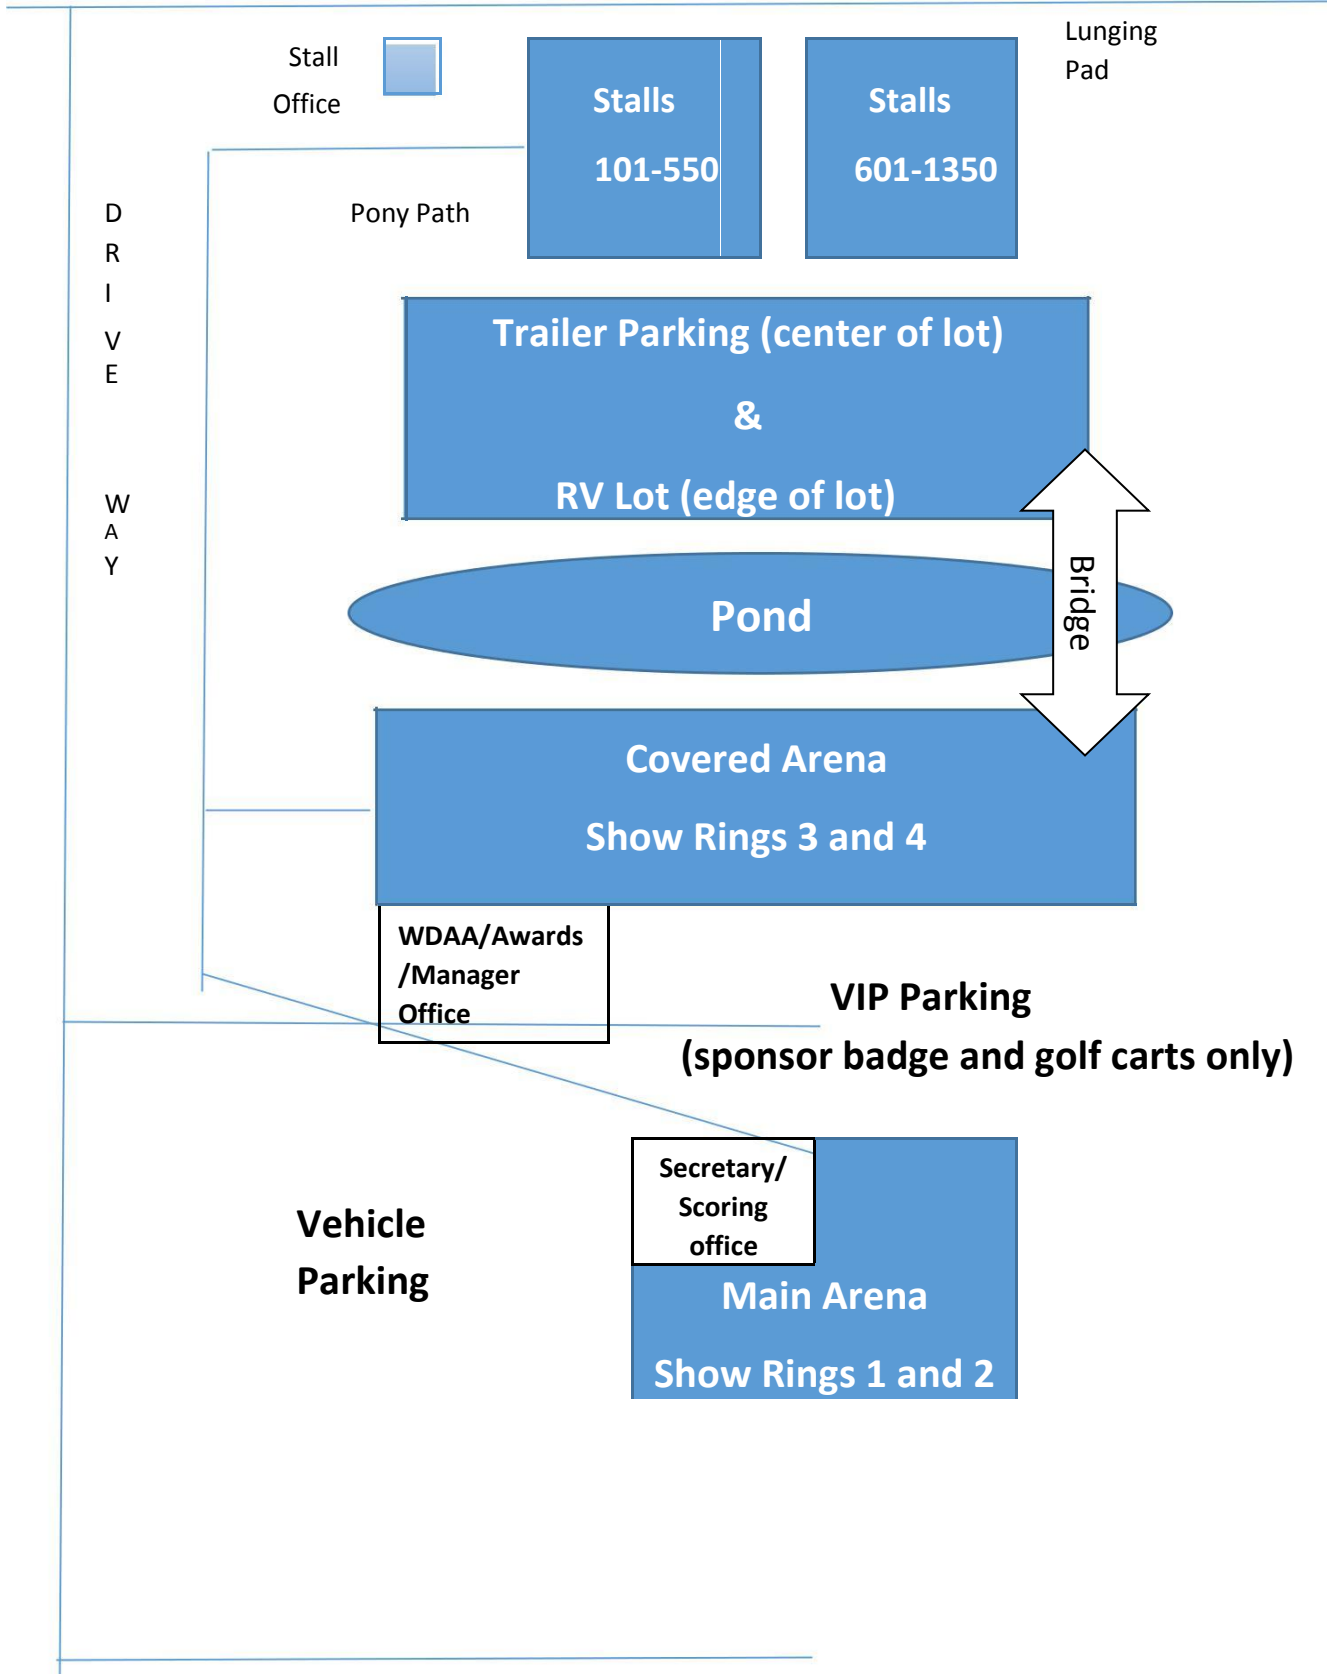 Stall
Office
Stalls
101-550
Stalls
601-1350
Lunging
Pad
D
R
I
V
E
W
A
Y
Pony Path
Trailer Parking (center of lot)
&
RV Lot (edge of lot)
Bridge
Pond
Covered Arena
Show Rings 3 and 4
WDAA/Awards
/Manager
Office
VIP Parking
(sponsor badge and golf carts only)
Secretary/
Scoring
office
Vehicle
Parking
Main Arena
Show Rings 1 and 2